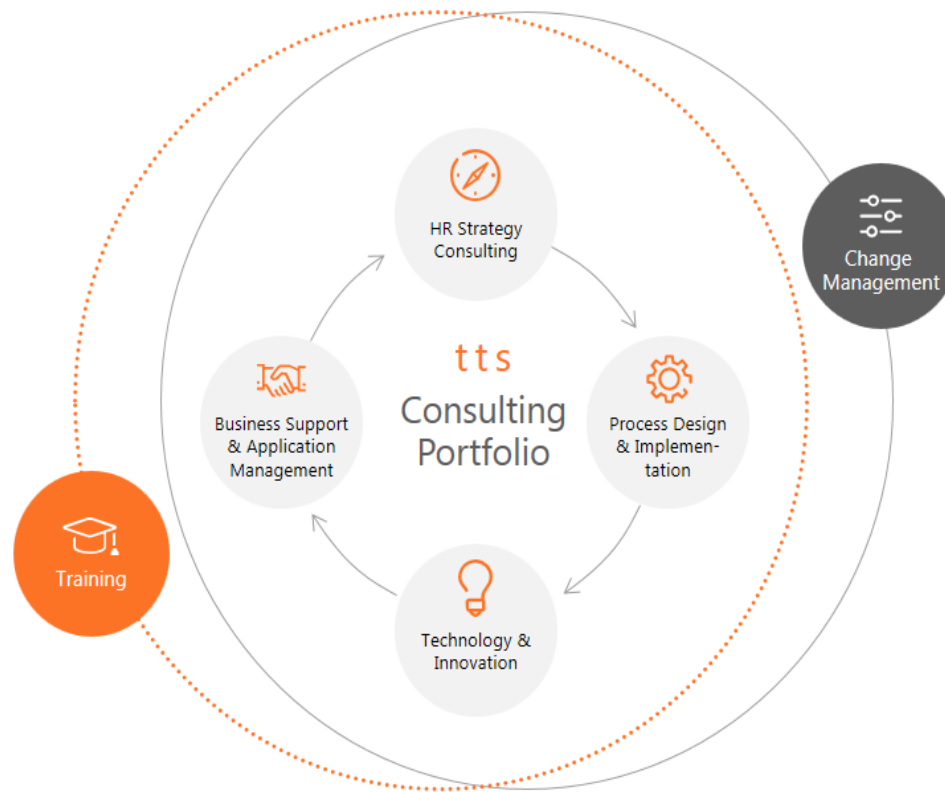 HR Strategy
Consulting
Change
Management
tts
Consulting
Portfolio
Business Support
& Application
Management
Process Design
& Implemen-
tation
Training
Technology &
Innovation